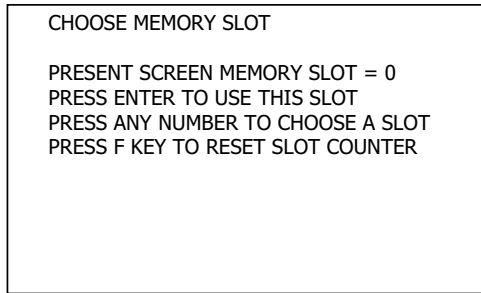 CHOOSE MEMORY SLOT
PRESENT SCREEN MEMORY SLOT = 0
PRESS ENTER TO USE THIS SLOT
PRESS ANY NUMBER TO CHOOSE A SLOT
PRESS F KEY TO RESET SLOT COUNTER